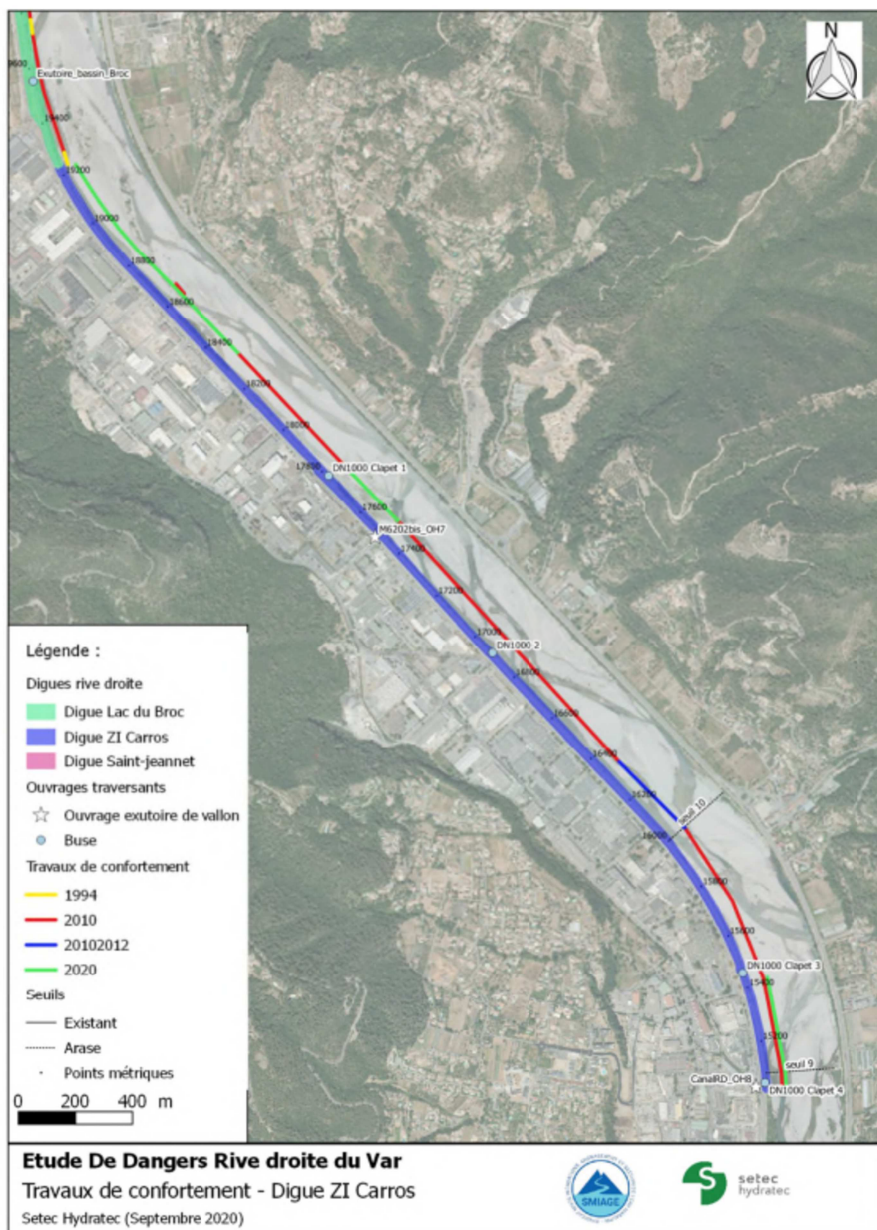 N
9600
Exutoire_bassin_Broc
19400
19200
19000
18800
18600
18400
18200
18000
17800
DN1000 Clapet 1
17600
M6202bis_OH7
17400
17200
17000
DN1000 2
16800
16600
16400
16200
seuil 10
16000
15800
15600
DN1000 Clapet 3
15400
15200
seuil 9
CanalRD_OH8
DN1000 Clapet 4
Légende :
Digues rive droite
Digue Lac du Broc
Digue ZI Carros
Digue Saint-jeannet
Ouvrages traversants
Ouvrage exutoire de vallon
Buse
Travaux de confortement
1994
2010
20102012
2020
Seuils
Existant
Arase
Points métriques
0 200 400 m
Etude De Dangers Rive droite du Var
Travaux de confortement - Digue ZI Carros
Setec Hydratec (Septembre 2020)
SMIAGE
setec
hydratec